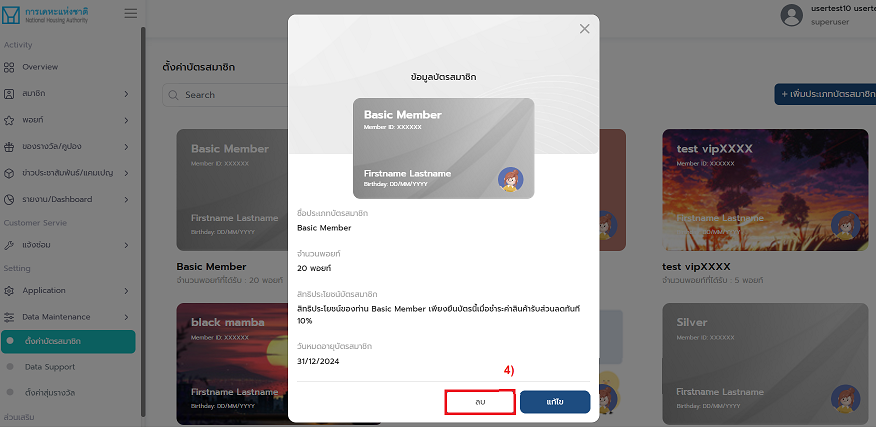 การเคหะแห่งชาติ
National Housing Authority
usertest10 userte
superuser
Activity
Overview
สมาชิก
พอยท์
ของรางวัล/คูปอง
ข่าวประชาสัมพันธ์/แคมเปญ
รายงาน/Dashboard
Customer Servie
แจ้งซ่อม
Setting
Application
Data Maintenance
ตั้งค่าบัตรสมาชิก
Data Support
ตั้งค่าสุ่มรางวัล
ส่วนเสริม
ตั้งค่าบัตรสมาชิก
Search
+ เพิ่มประเภทบัตรสมาชิก
Basic Member
Member ID: XXXXXX
Firstname Lastname
Birthday: DD/MM/YYYY
Basic Member
จำนวนพอยท์ที่ได้รับ : 20 พอยท์
test vipXXXX
Member ID: XXXXXX
Firstname Lastname
Birthday: DD/MM/YYYY
test vipXXXX
จำนวนพอยท์ที่ได้รับ : 5 พอยท์
black mamba
Member ID: XXXXXX
Firstname Lastname
Birthday: DD/MM/YYYY
Silver
Member ID: XXXXXX
Firstname Lastname
Birthday: DD/MM/YYYY
ข้อมูลบัตรสมาชิก
Basic Member
Member ID: XXXXXX
Firstname Lastname
Birthday: DD/MM/YYYY
ชื่อประเภทบัตรสมาชิก
Basic Member
จำนวนพอยท์
20 พอยท์
สิทธิประโยชน์บัตรสมาชิก
สิทธิประโยชน์ของท่าน Basic Member เพียงยื่นบัตรนี้เมื่อชำระค่าสินค้ารับส่วนลดทันที
10%
วันหมดอายุบัตรสมาชิก
31/12/2024
4)
ลบ
แก้ไข